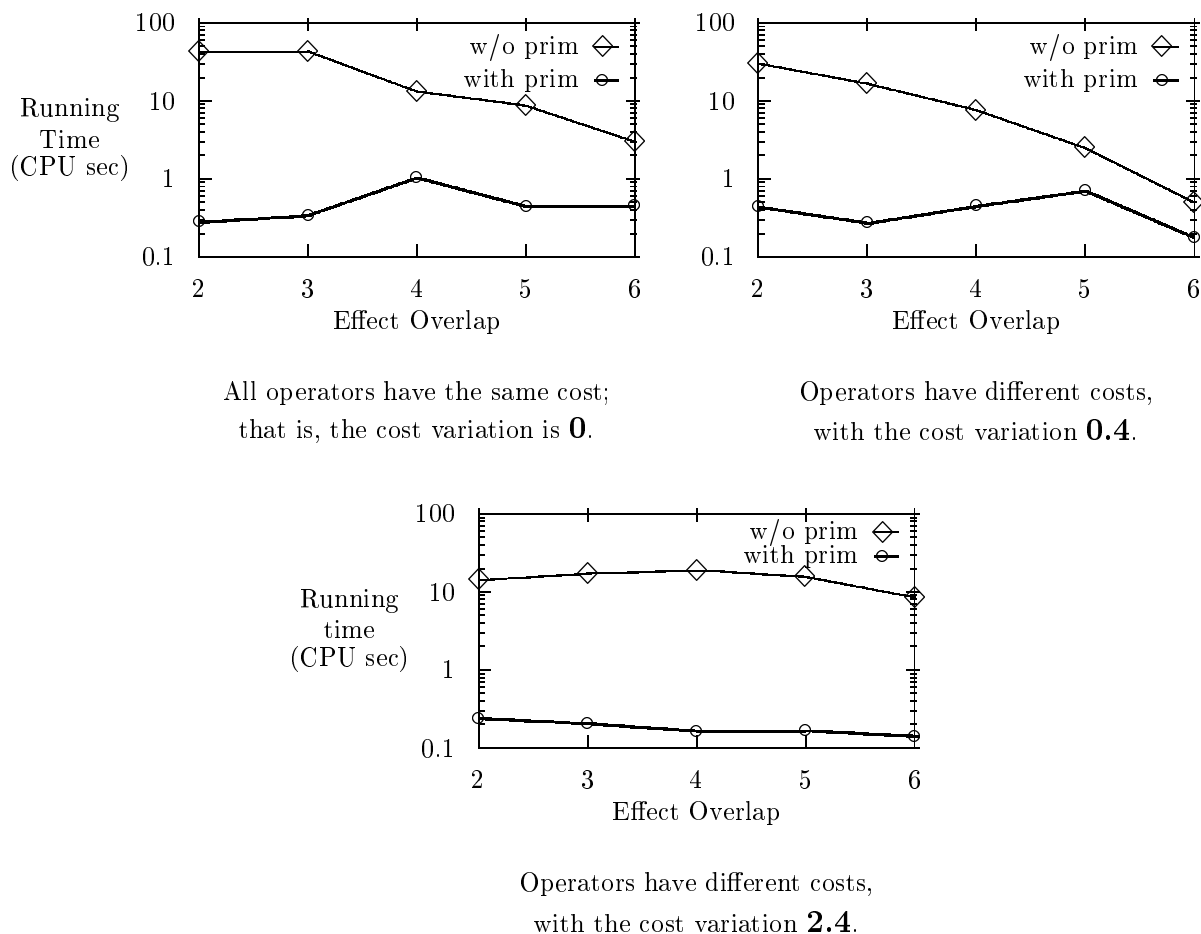 100
10
1
0.1
Running
Time
(CPU sec)
w/o prim
with prim
2 3 4 5 6
Effect Overlap
All operators have the same cost;
that is, the cost variation is 0.
100
10
1
0.1
w/o prim
with prim
2 3 4 5 6
Effect Overlap
Operators have different costs,
with the cost variation 0.4.
100
10
1
0.1
Running
time
(CPU sec)
w/o prim
with prim
2 3 4 5 6
Effect Overlap
Operators have different costs,
with the cost variation 2.4.